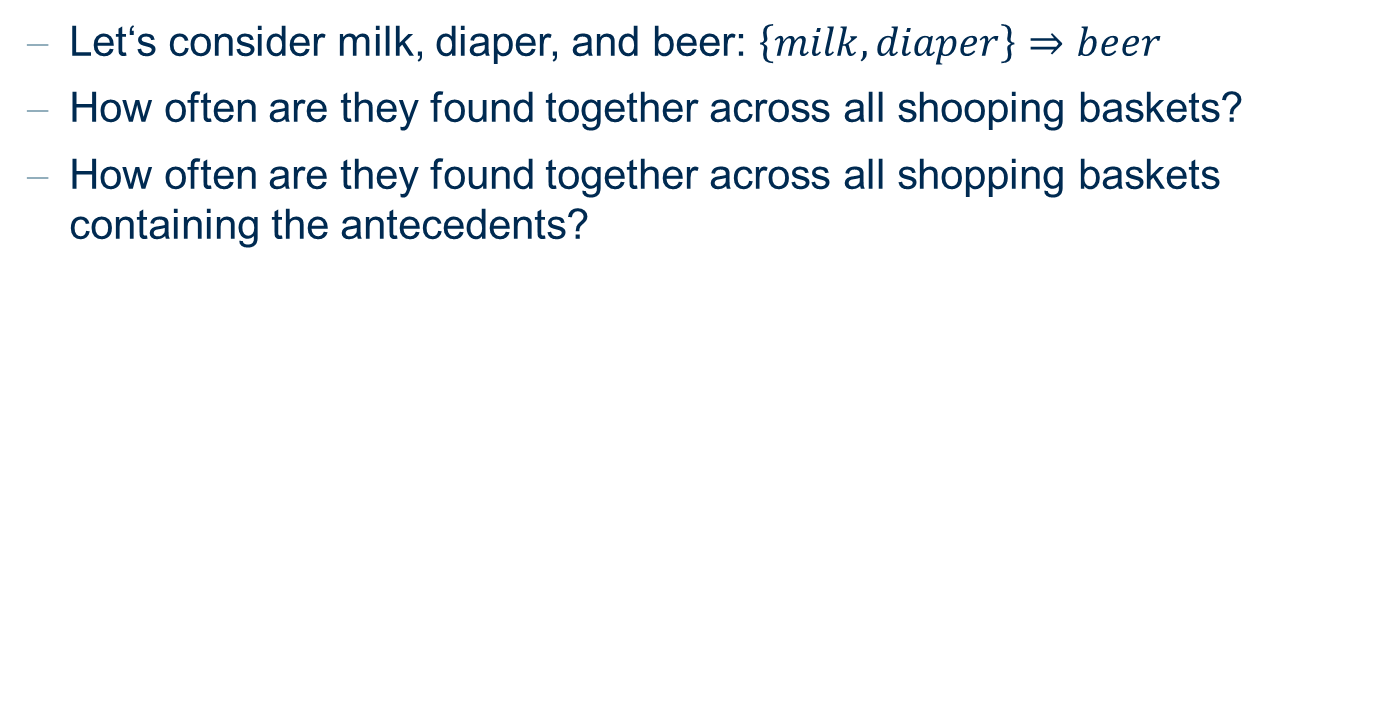 – Let‘s consider milk, diaper, and beer: {milk, diaper} ⇒ beer
– How often are they found together across all shooping baskets?
– How often are they found together across all shopping baskets
containing the antecedents?